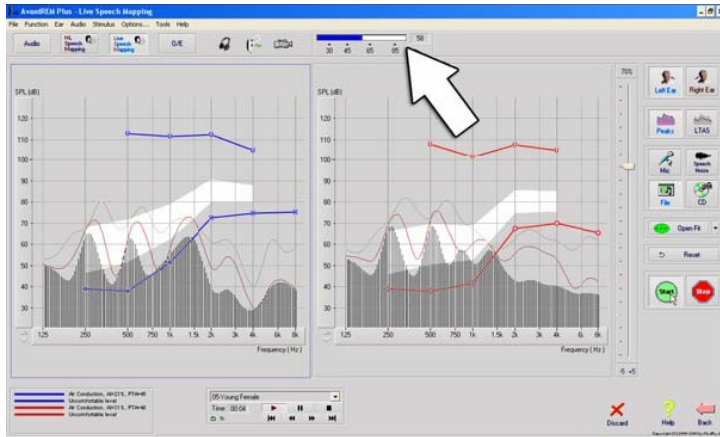 AvantREM Plus - Live Speech Mapping
File Function Ear Audio Stimulus Options... Tools Help
Audio
HL Speech Mapping
Live Speech Mapping
O/E
58
30 45 65 85
SPL (dB)
120
110
100
90
80
70
60
50
40
30
125 250 500 750 1k 1.5k 2k 3k 4k 6k 8k
Frequency (Hz)
SPL (dB)
120
110
100
90
80
70
60
50
40
30
125 250 500 750 1k 1.5k 2k 3k 4k 6k 8k
Frequency (Hz)
70%
-5 +5
Left Ear Right Ear
Peaks LTAS
Mic Speech Noise
File CD
Open Fit
Reset
Start Stop
Uncomfortable level
Uncomfortable level
05-Young Female
Time 00:04
Discard
Help
Back